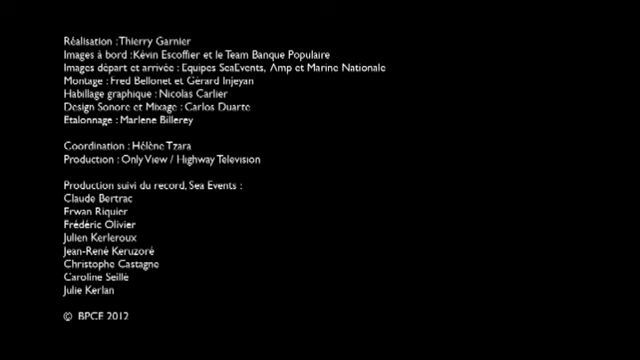 Réalisation : Thierry Garnier
Images à bord : Kévin Escoffier et le Team Banque Populaire
Images départ et arrivée : Equipes SeaEvents, Amp et Marine Nationale
Montage : Fred Bellonet et Gérard Injeyan
Habillage graphique : Nicolas Carlier
Design Sonore et Mixage : Carlos Duarte
Etalonnage : Marlene Billerey
Coordination : Hélène Tzara
Production : Only View / Highway Television
Production suivi du record, Sea Events :
Claude Bertrac
Erwan Riquier
Frédéric Olivier
Julien Kerleroux
Jean-René Keruzoré
Christophe Castagne
Caroline Seillé
Julie Kerlan
© BPCE 2012